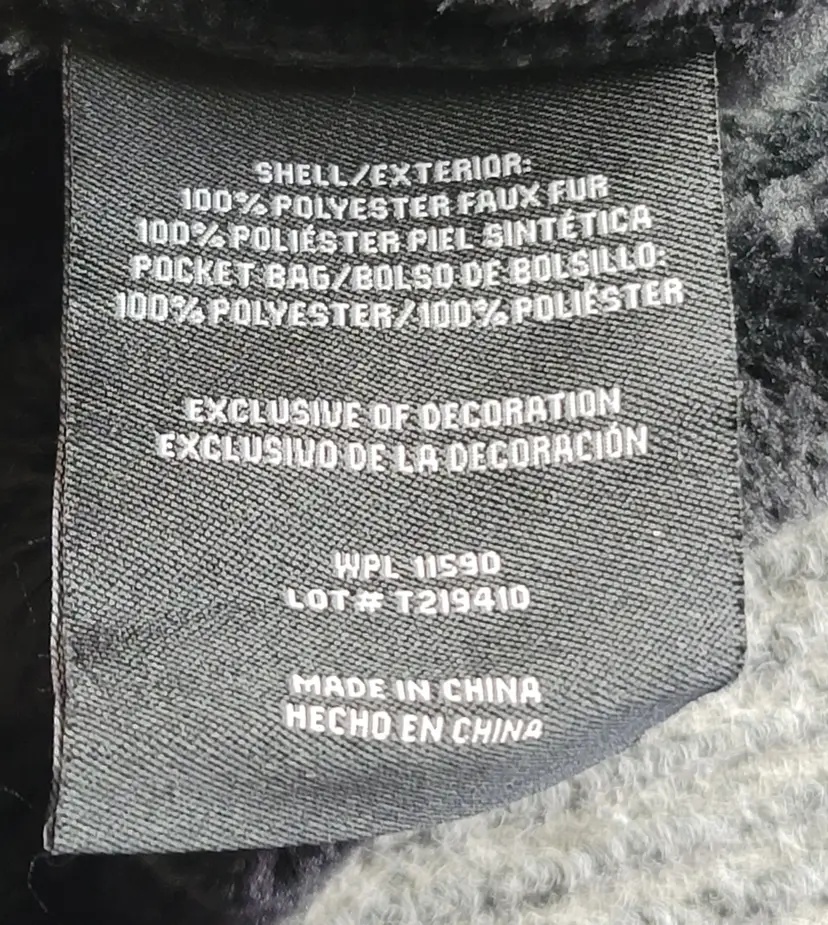 SHELL/EXTERIOR:
100% POLYESTER FAUX FUR
100% POLIÉSTER PIEL SINTÉTICA
POCKET BAG/BOLSO DE BOLSILLO:
100% POLYESTER/100% POLIÉSTER
EXCLUSIVE OF DECORATION
EXCLUSIVO DE LA DECORACIÓN
WPL 11590
LOT# T219410
MADE IN CHINA
HECHO EN CHINA